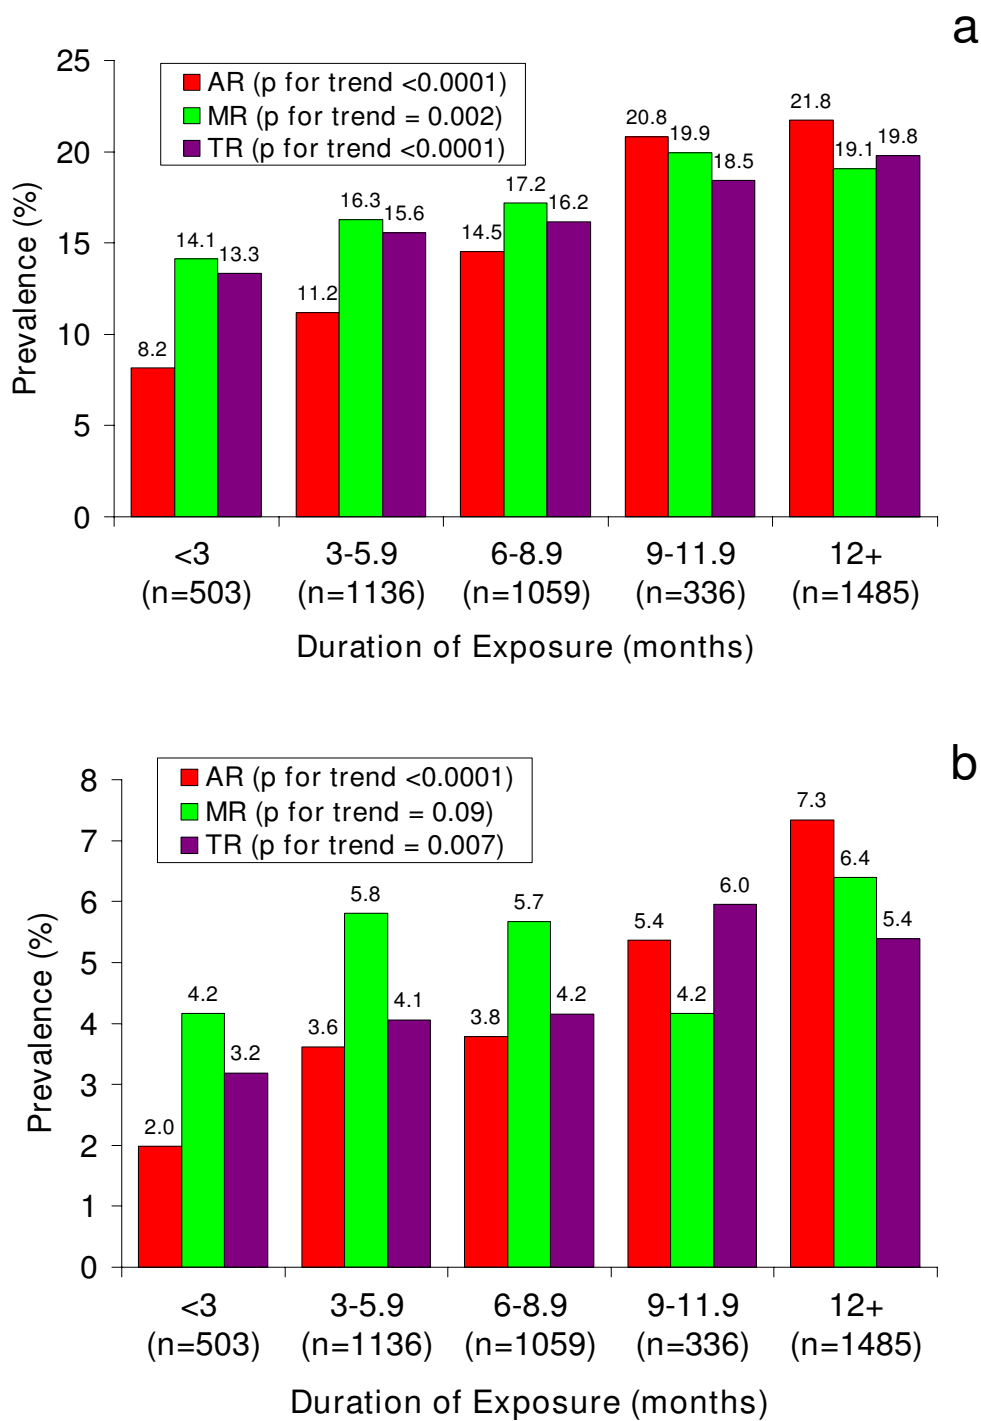 a
25
20
15
10
5
0
Prevalence (%)
AR (p for trend <0.0001)
MR (p for trend = 0.002)
TR (p for trend <0.0001)
8.2
14.1
13.3
11.2
16.3
15.6
14.5
17.2
16.2
20.8
19.9
18.5
21.8
19.1
19.8
<3 3-5.9 6-8.9 9-11.9 12+
(n=503) (n=1136) (n=1059) (n=336) (n=1485)
Duration of Exposure (months)
b
8
7
6
5
4
3
2
1
0
Prevalence (%)
AR (p for trend <0.0001)
MR (p for trend = 0.09)
TR (p for trend = 0.007)
2.0
4.2
3.2
3.6
5.8
4.1
3.8
5.7
4.2
5.4
4.2
6.0
7.3
6.4
5.4
<3 3-5.9 6-8.9 9-11.9 12+
(n=503) (n=1136) (n=1059) (n=336) (n=1485)
Duration of Exposure (months)